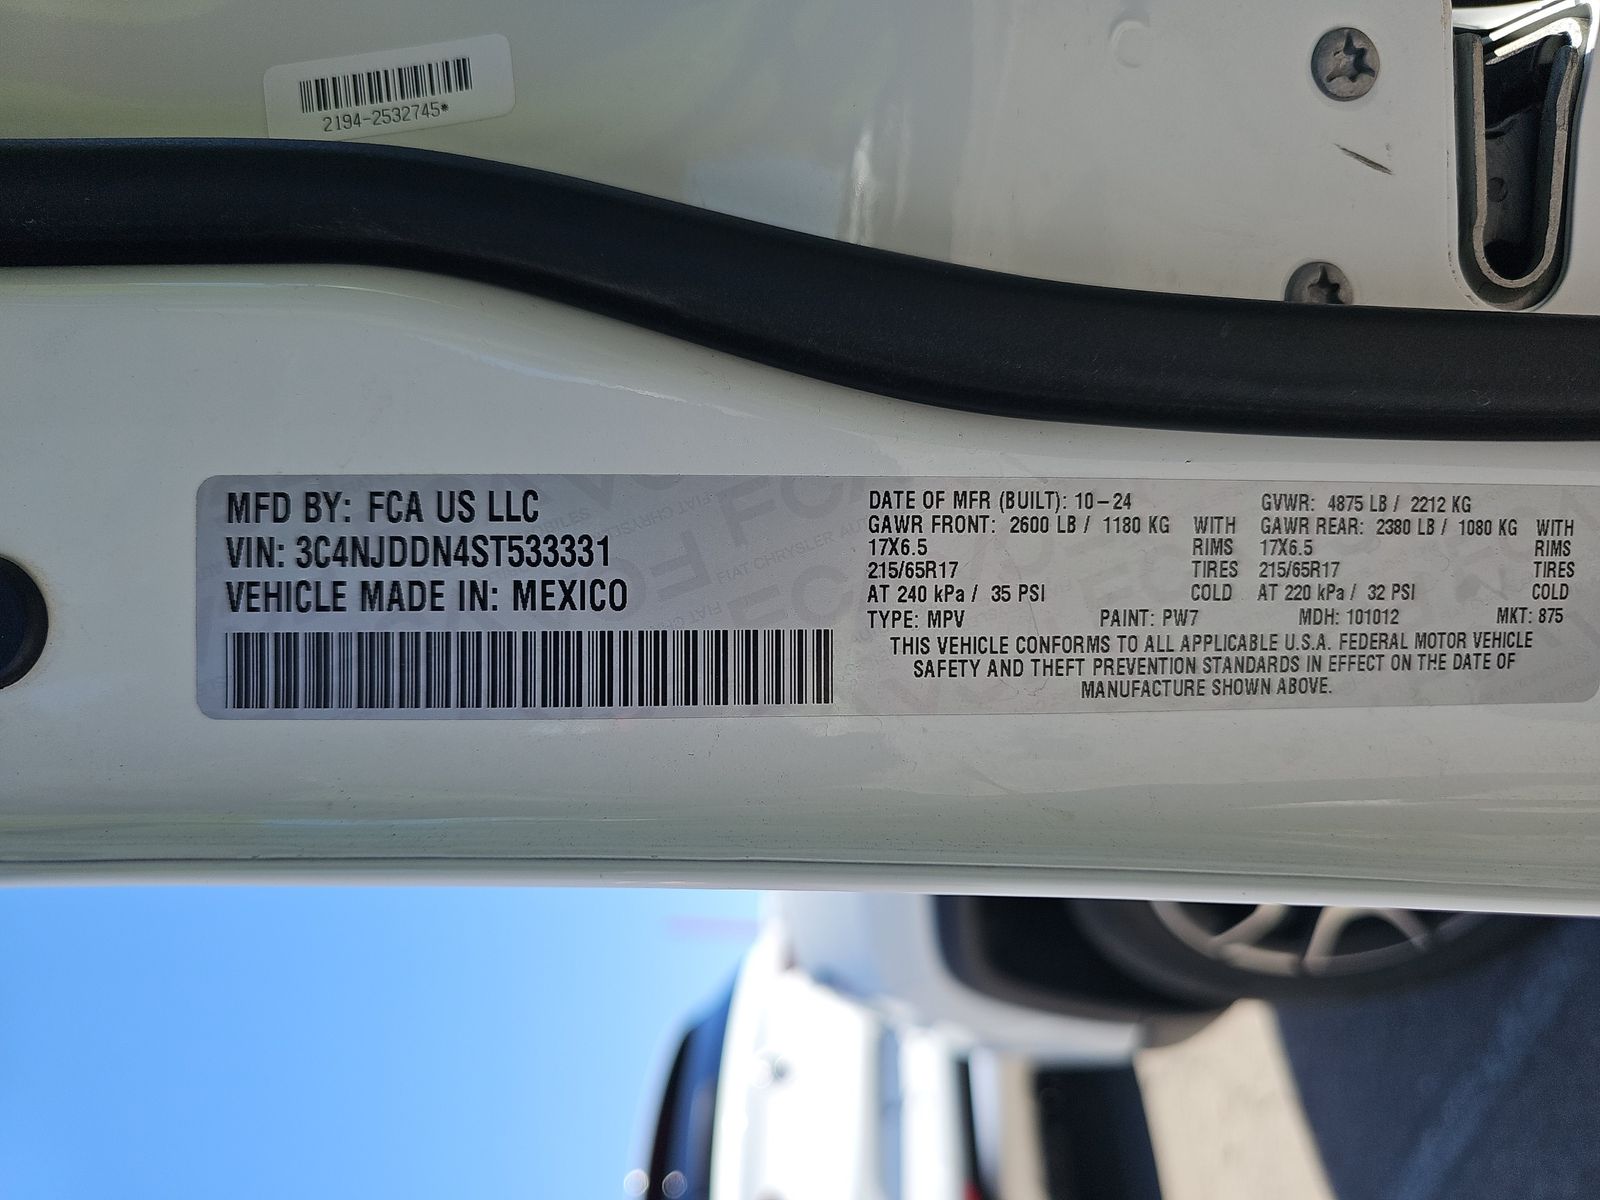 2194-2532745*
MFD BY: FCA US LLC
VIN: 3C4NJDDN4ST533331
VEHICLE MADE IN: MEXICO
DATE OF MFR (BUILT): 10-24 GVWR: 4875 LB / 2212 KG
GAWR FRONT: 2600 LB / 1180 KG WITH GAWR REAR: 2380 LB / 1080 KG WITH
17X6.5 RIMS 17X6.5 RIMS
215/65R17 TIRES 215/65R17 TIRES
AT 240 kPa / 35 PSI COLD AT 220 kPa / 32 PSI COLD
TYPE: MPV PAINT: PW7 MDH: 101012 MKT: 875
THIS VEHICLE CONFORMS TO ALL APPLICABLE U.S.A. FEDERAL MOTOR VEHICLE
SAFETY AND THEFT PREVENTION STANDARDS IN EFFECT ON THE DATE OF
MANUFACTURE SHOWN ABOVE.